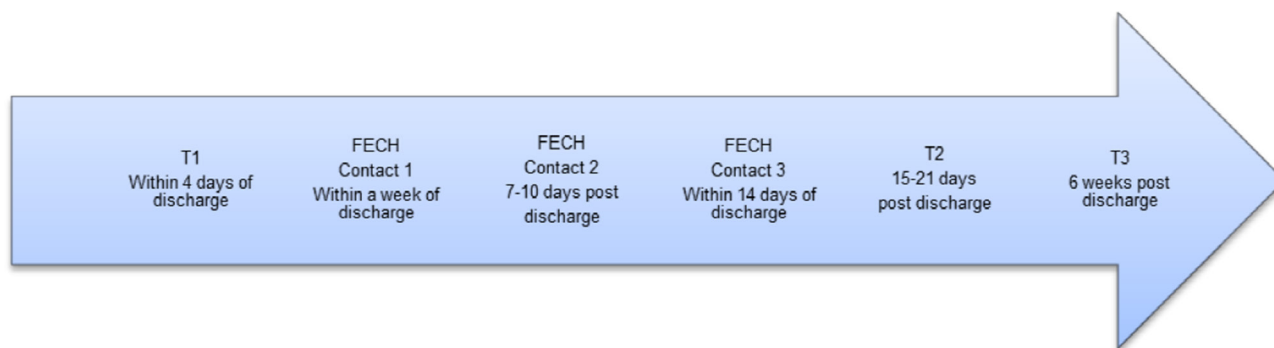 T1
Within 4 days of
discharge
FECH
Contact 1
Within a week of
discharge
FECH
Contact 2
7-10 days post
discharge
FECH
Contact 3
Within 14 days of
discharge
T2
15-21 days
post discharge
T3
6 weeks post
discharge